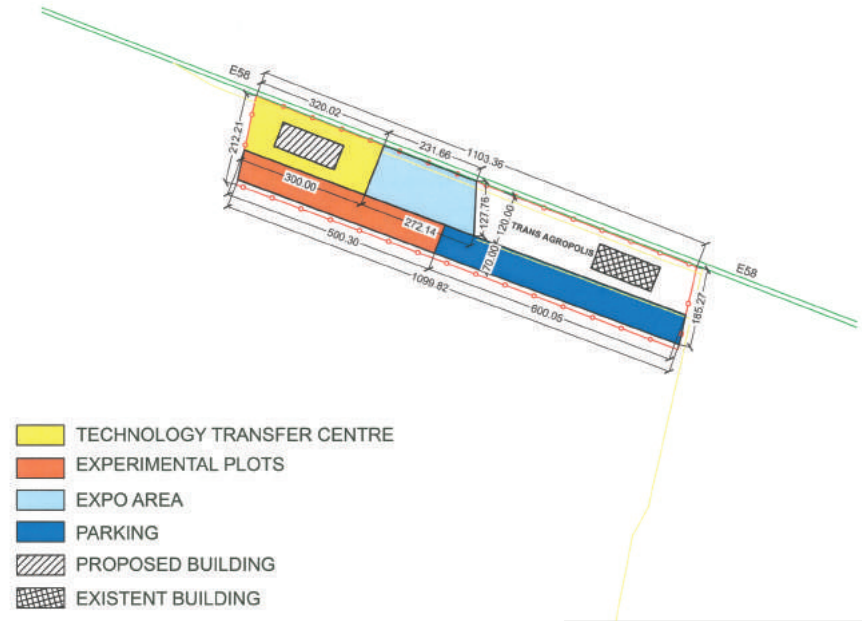 E58
320.02
231.66
1103.36
212.21
300.00
272.14
127.76
120.00
TRANS AGROPOLIS
E58
500.30
70.00
1099.82
600.05
185.27
TECHNOLOGY TRANSFER CENTRE
EXPERIMENTAL PLOTS
EXPO AREA
PARKING
PROPOSED BUILDING
EXISTENT BUILDING